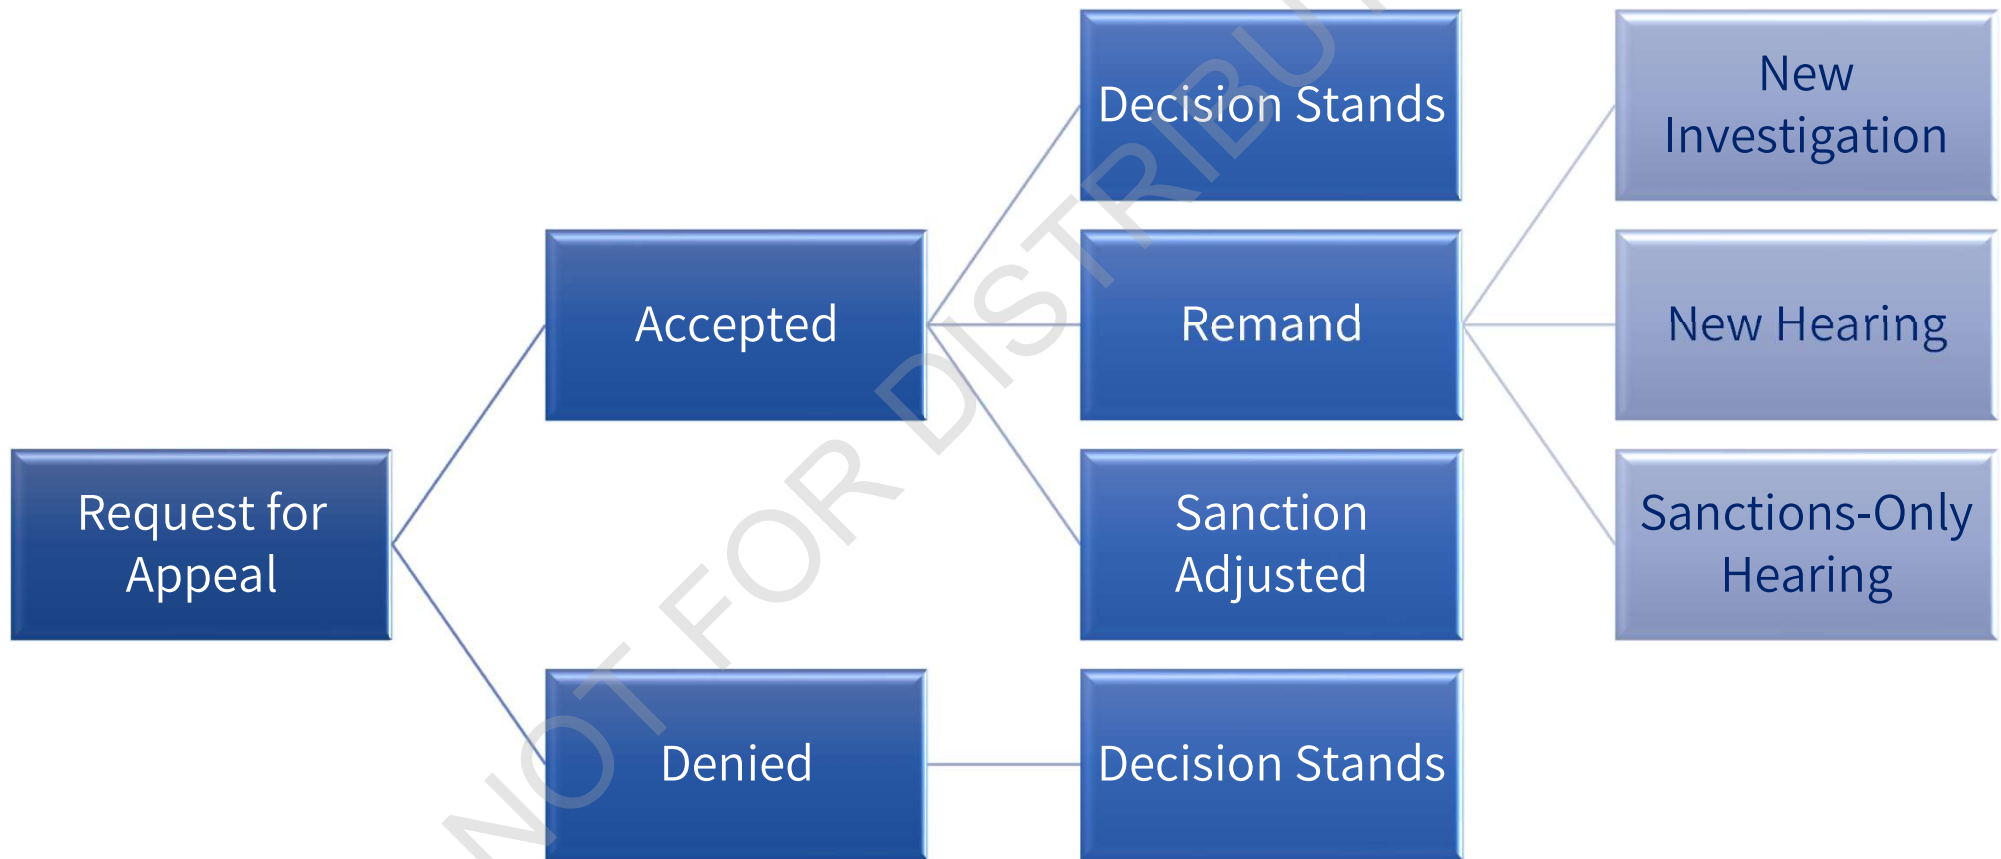 Request for
Appeal
Accepted
Denied
Decision Stands
Remand
Sanction
Adjusted
Decision Stands
New
Investigation
New Hearing
Sanctions-Only
Hearing
NOT FOR DISTRIBUT